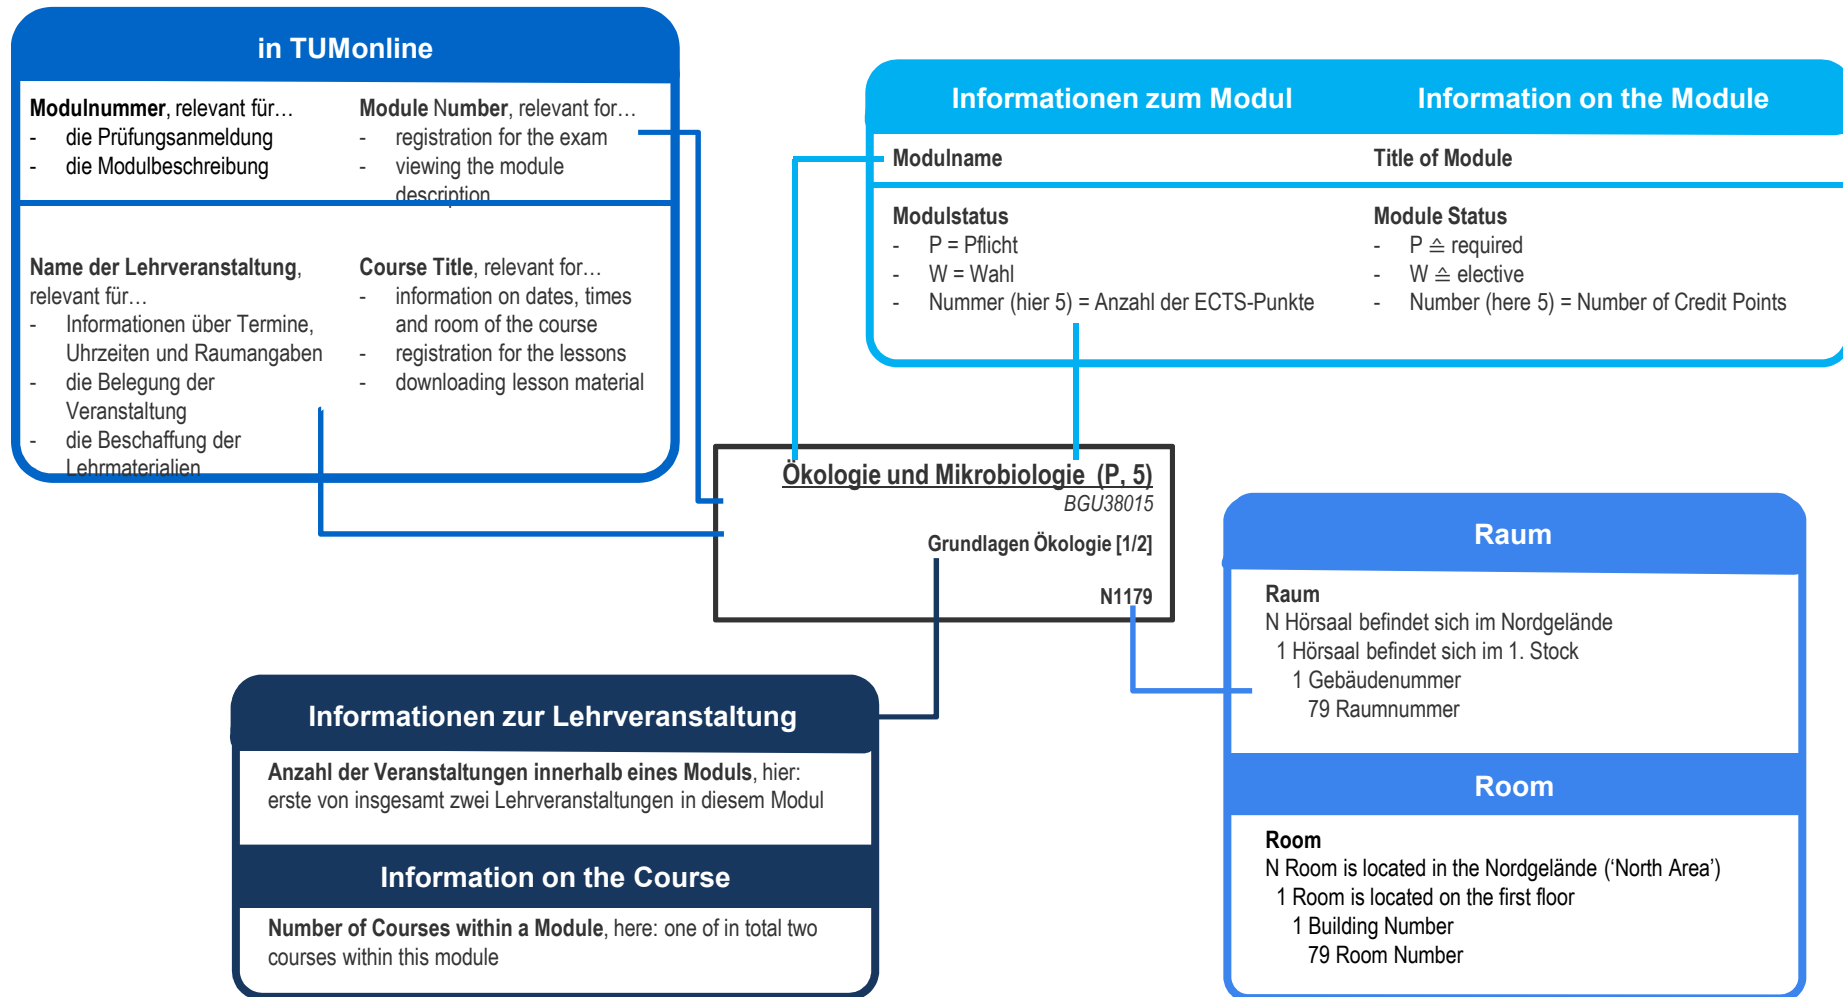 in TUMonline
Modulnummer, relevant für…
- die Prüfungsanmeldung
- die Modulbeschreibung
Module Number, relevant for…
- registration for the exam
- viewing the module
description
Name der Lehrveranstaltung,
relevant für…
- Informationen über Termine,
Uhrzeiten und Raumangaben
- die Belegung der
Veranstaltung
- die Beschaffung der
Lehrmaterialien
Course Title, relevant for…
- information on dates, times
and room of the course
- registration for the lessons
- downloading lesson material
Informationen zum Modul
Information on the Module
Modulname
Title of Module
Modulstatus
- P = Pflicht
- W = Wahl
- Nummer (hier 5) = Anzahl der ECTS-Punkte
Module Status
- P ≙ required
- W ≙ elective
- Number (here 5) = Number of Credit Points
Ökologie und Mikrobiologie (P, 5)
BGU38015
Grundlagen Ökologie [1/2]
N1179
Informationen zur Lehrveranstaltung
Anzahl der Veranstaltungen innerhalb eines Moduls, hier:
erste von insgesamt zwei Lehrveranstaltungen in diesem Modul
Information on the Course
Number of Courses within a Module, here: one of in total two
courses within this module
Raum
Raum
N Hörsaal befindet sich im Nordgelände
1 Hörsaal befindet sich im 1. Stock
1 Gebäudenummer
79 Raumnummer
Room
Room
N Room is located in the Nordgelände (‘North Area’)
1 Room is located on the first floor
1 Building Number
79 Room Number